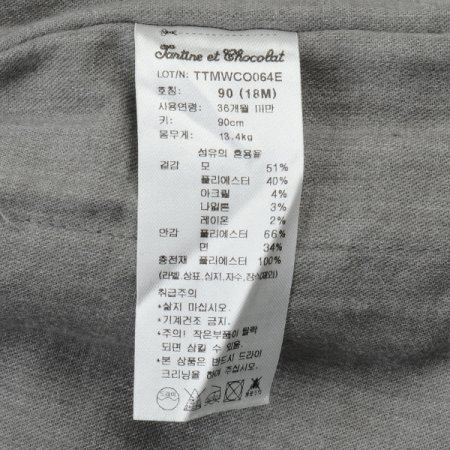 Tartine et Chocolat
LOT/N: TTMWCO064E
호칭: 90 (18M)
사용연령: 36개월 미만
키: 90cm
몸무게: 13.4kg
섬유의 혼용율
겉감 모 51%
폴리에스터 40%
아크릴 4%
나일론 3%
레이온 2%
안감 폴리에스터 66%
면 34%
충전재 폴리에스터 100%
(라벨, 상표, 심지, 자수, 장식제외)
취급주의
*삶지 마십시오.
*기계건조 금지.
*주의! 작은부품이 탈락
되면 삼킬 수 있음.
*본 상품은 반드시 드라이
크리닝을 해 주십시오.
드라이